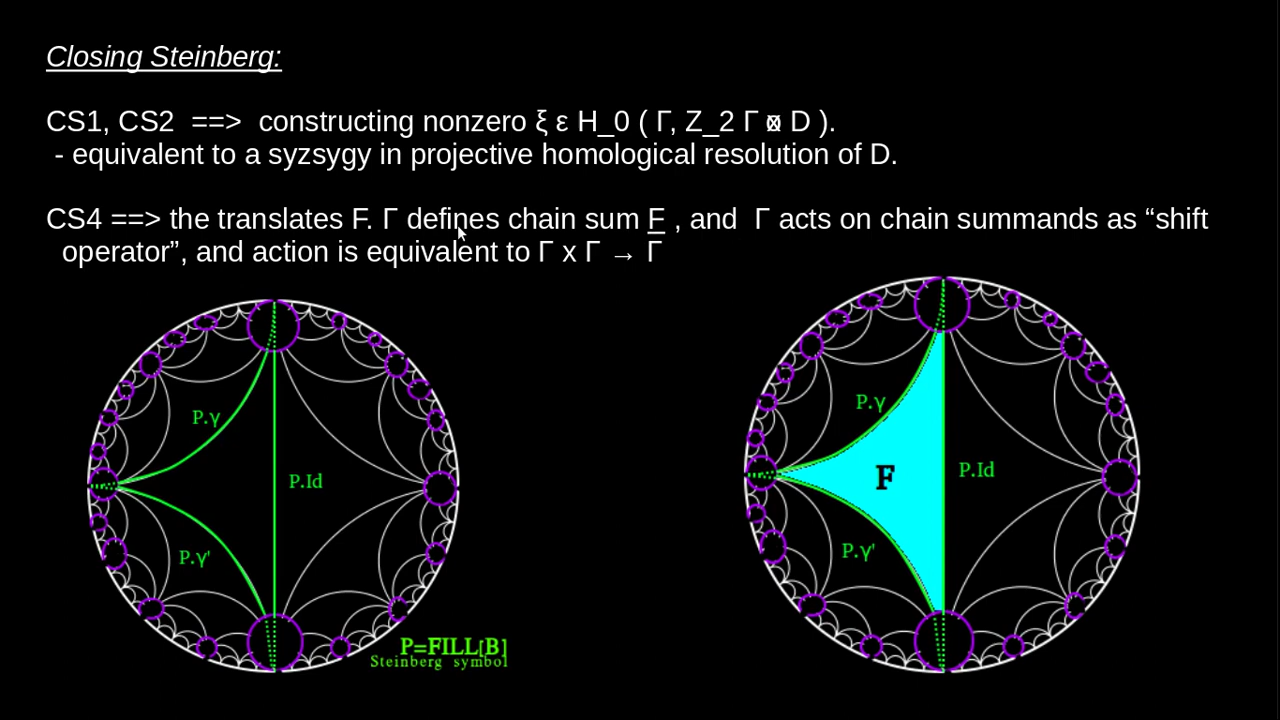 Closing Steinberg:
CS1, CS2 ==> constructing nonzero ξ ε H_0 ( Γ, Z_2 Γ ⊗ D ).
- equivalent to a syzsygy in projective homological resolution of D.
CS4 ==> the translates F. Γ defines chain sum F , and Γ acts on chain summands as “shift
operator”, and action is equivalent to Γ x Γ → Γ
P.γ
P.Id
P.γ'
P=FILL[B]
Steinberg symbol
P.γ
F
P.Id
P.γ'